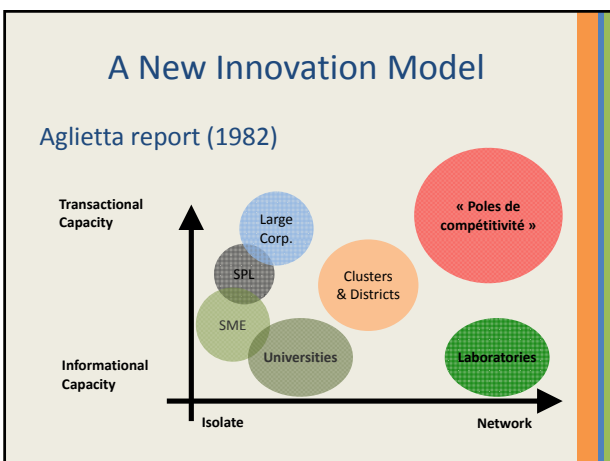 A New Innovation Model
Aglietta report (1982)
Transactional
Capacity
Large
Corp.
« Poles de
compétitivité »
SPL
Clusters
& Districts
SME
Universities
Laboratories
Informational
Capacity
Isolate
Network